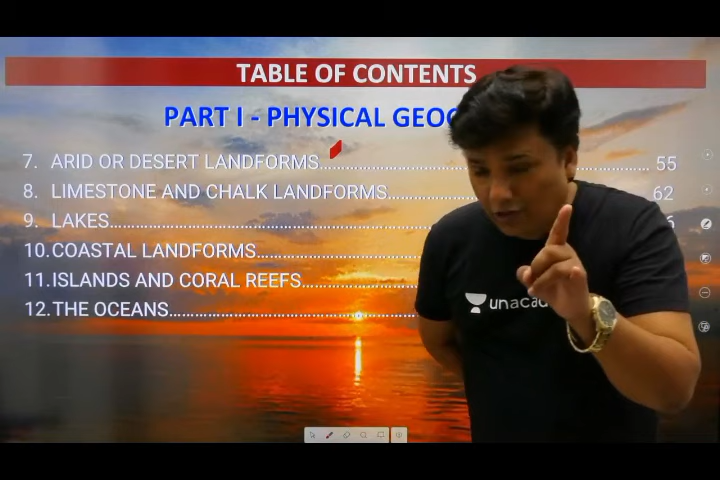 TABLE OF CONTENTS
PART I - PHYSICAL GEOG
7. ARID OR DESERT LANDFORMS.................................................... 55
8. LIMESTONE AND CHALK LANDFORMS........ 62
9. LAKES....................................................................
10.COASTAL LANDFORMS.............................
11.ISLANDS AND CORAL REEFS....................
12.THE OCEANS......................................................
unacad